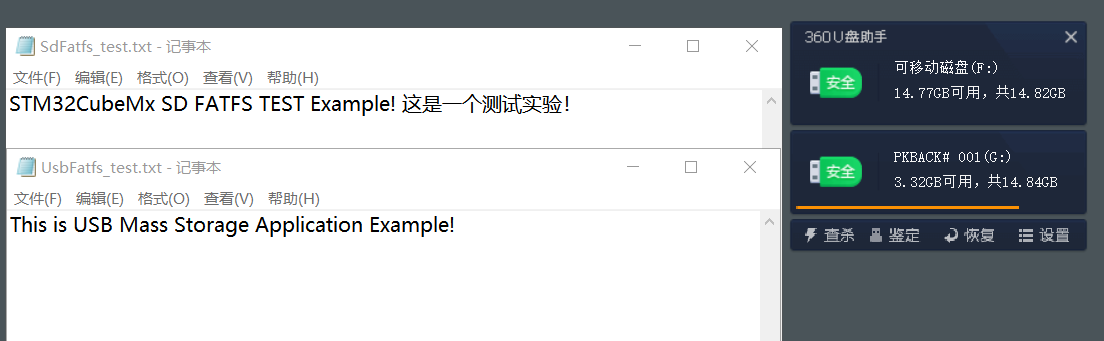 SdFatfs_test.txt - 记事本
文件(F) 编辑(E) 格式(O) 查看(V) 帮助(H)
STM32CubeMx SD FATFS TEST Example! 这是一个测试实验！
UsbFatfs_test.txt - 记事本
文件(F) 编辑(E) 格式(O) 查看(V) 帮助(H)
This is USB Mass Storage Application Example!
360U盘助手
安全
可移动磁盘(F:)
14.77GB可用，共14.82GB
安全
PKBACK# 001(G:)
3.32GB可用，共14.84GB
查杀 鉴定 恢复 设置